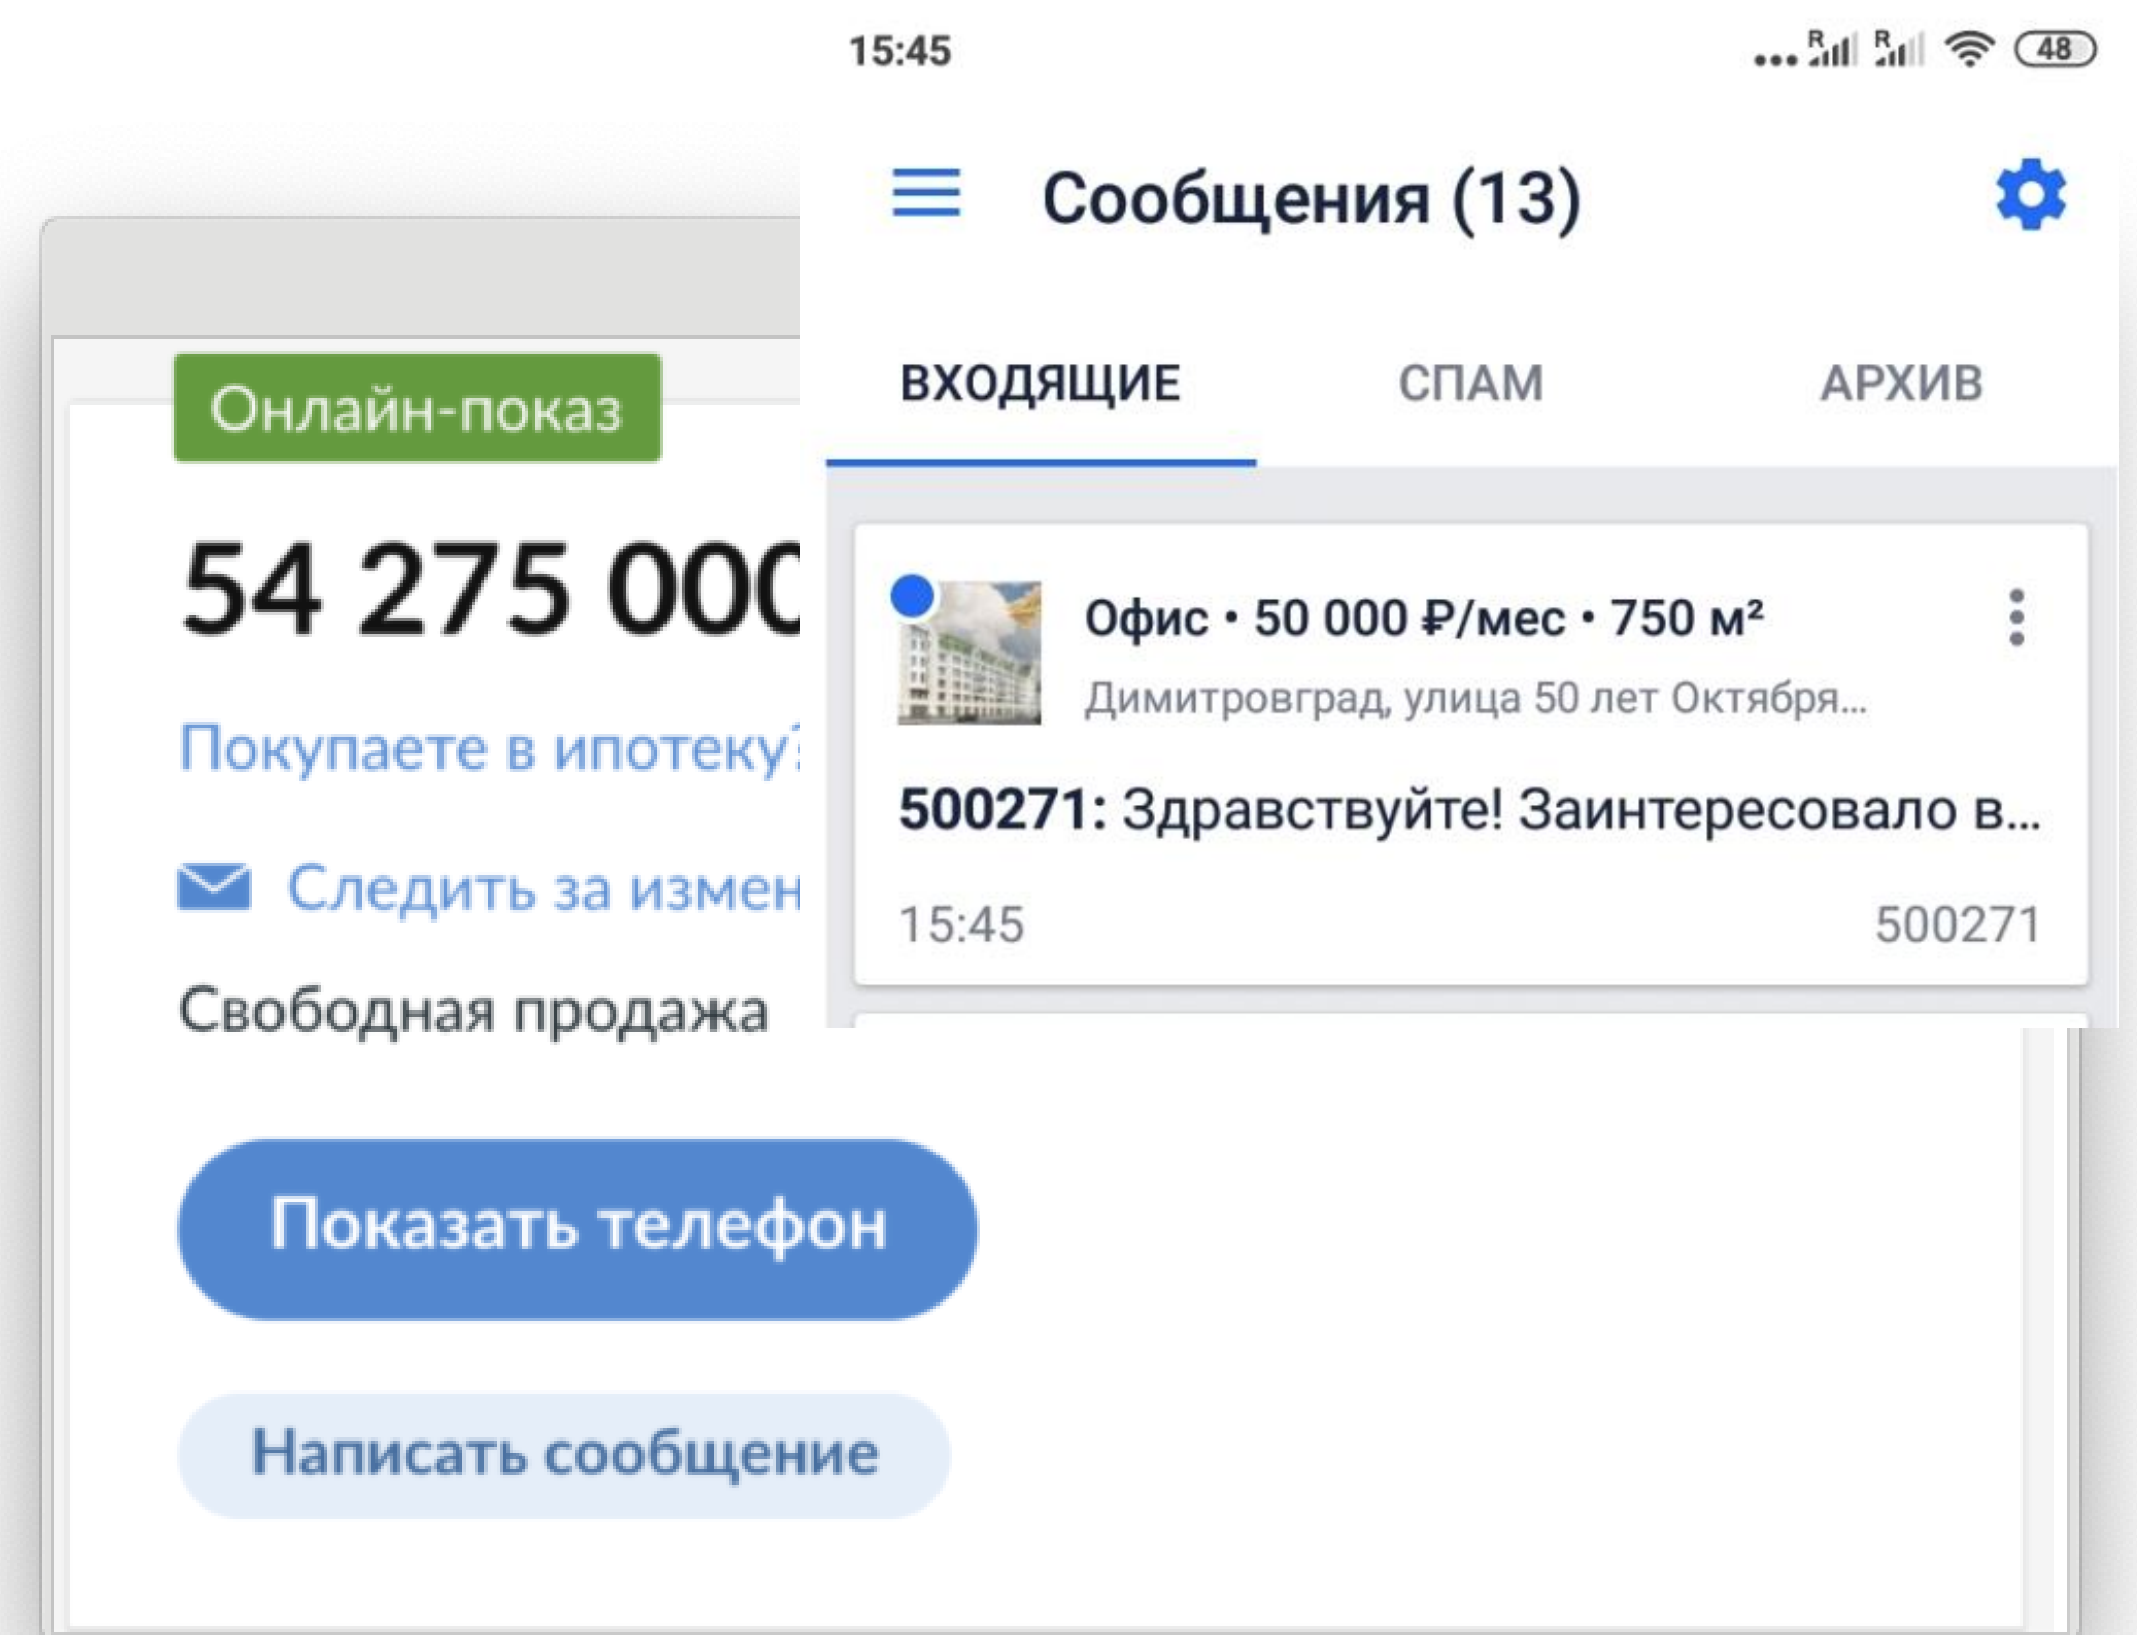 15:45
R R 48
Сообщения (13)
ВХОДЯЩИЕ СПАМ АРХИВ
Офис • 50 000 ₽/мес • 750 м²
Димитровград, улица 50 лет Октября...
500271: Здравствуйте! Заинтересовало в...
15:45 500271
Онлайн-показ
54 275 000
Покупаете в ипотеку?
Следить за измен
Свободная продажа
Показать телефон
Написать сообщение